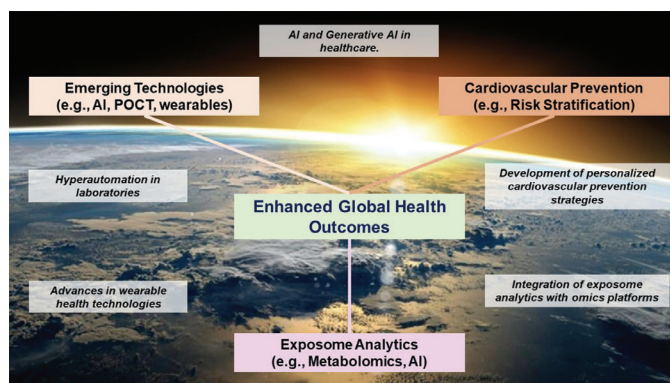 AI and Generative AI in
healthcare.
Emerging Technologies
(e.g., AI, POCT, wearables)
Cardiovascular Prevention
(e.g., Risk Stratification)
Hyperautomation in
laboratories
Development of personalized
cardiovascular prevention
strategies
Enhanced Global Health
Outcomes
Advances in wearable
health technologies
Integration of exposome
analytics with omics platforms
Exposome Analytics
(e.g., Metabolomics, AI)